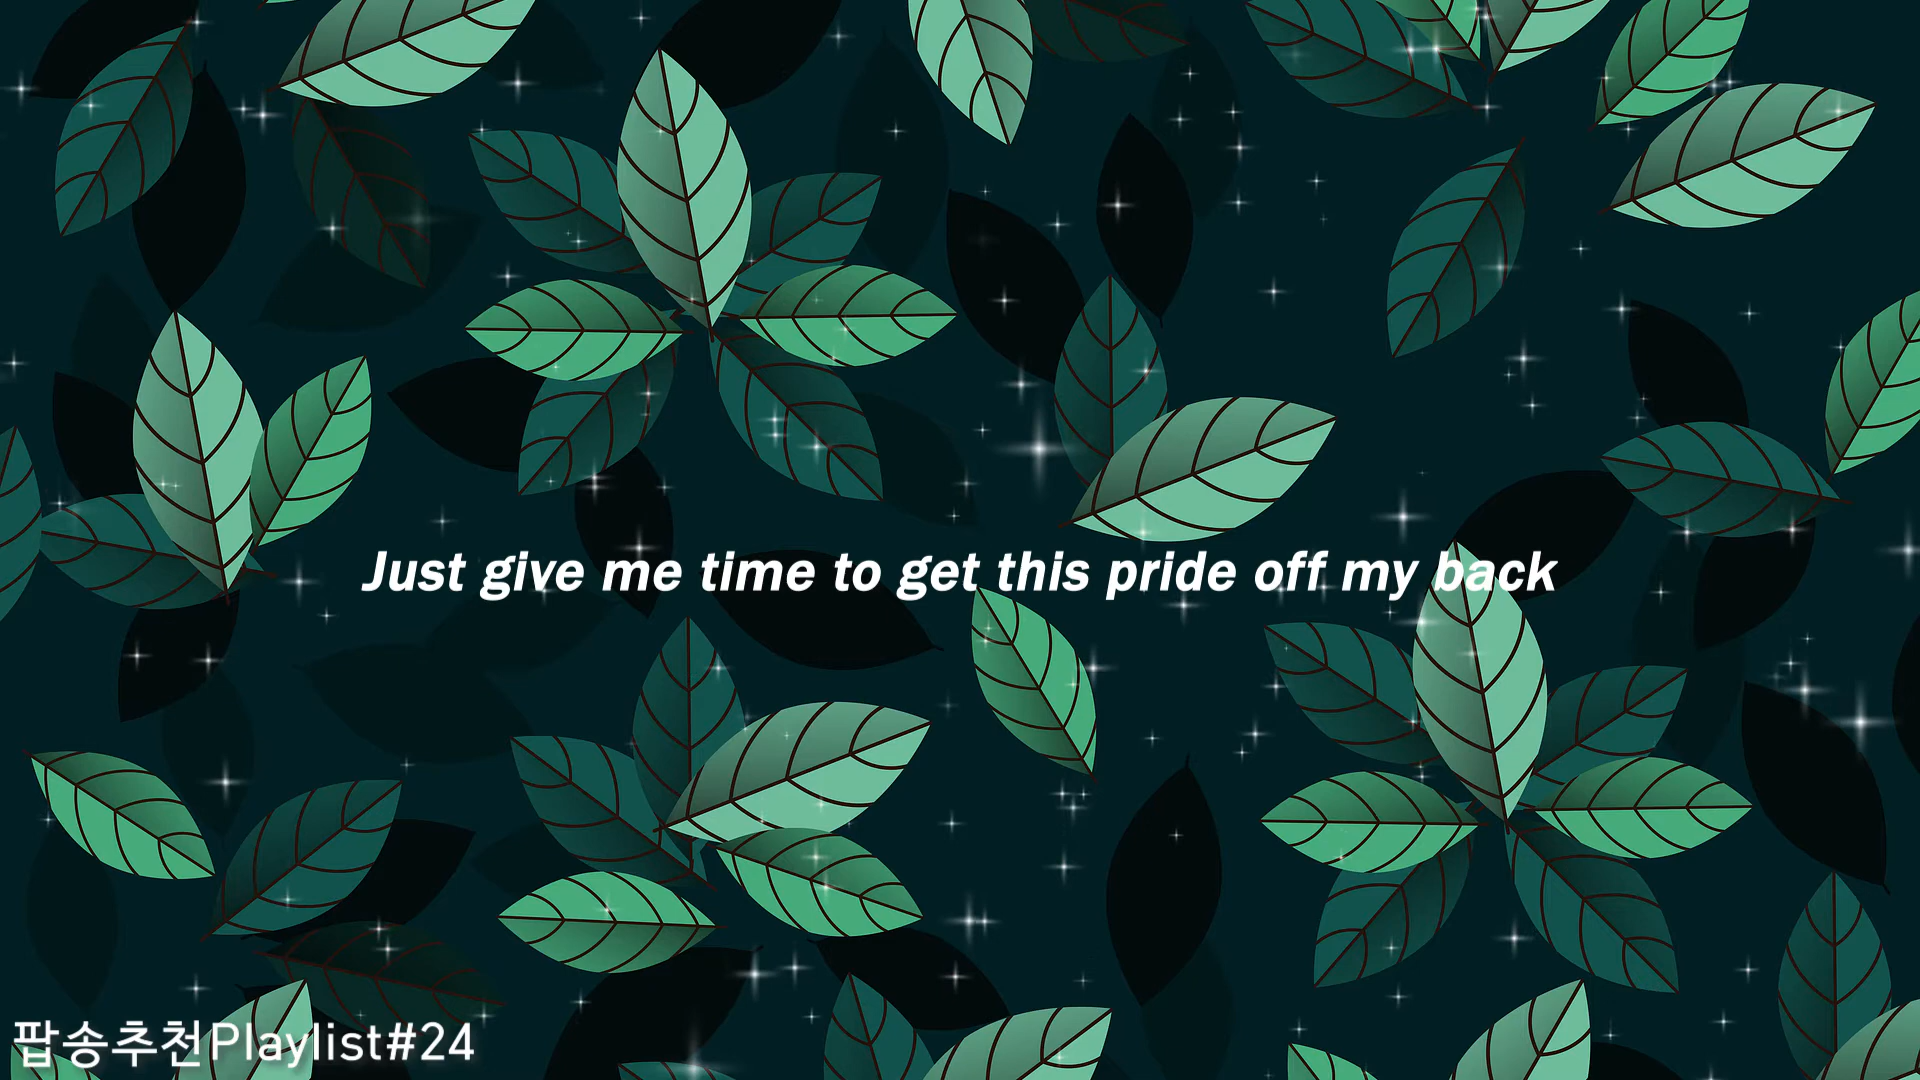 Just give me time to get this pride off my back
팝송추천Playlist#24